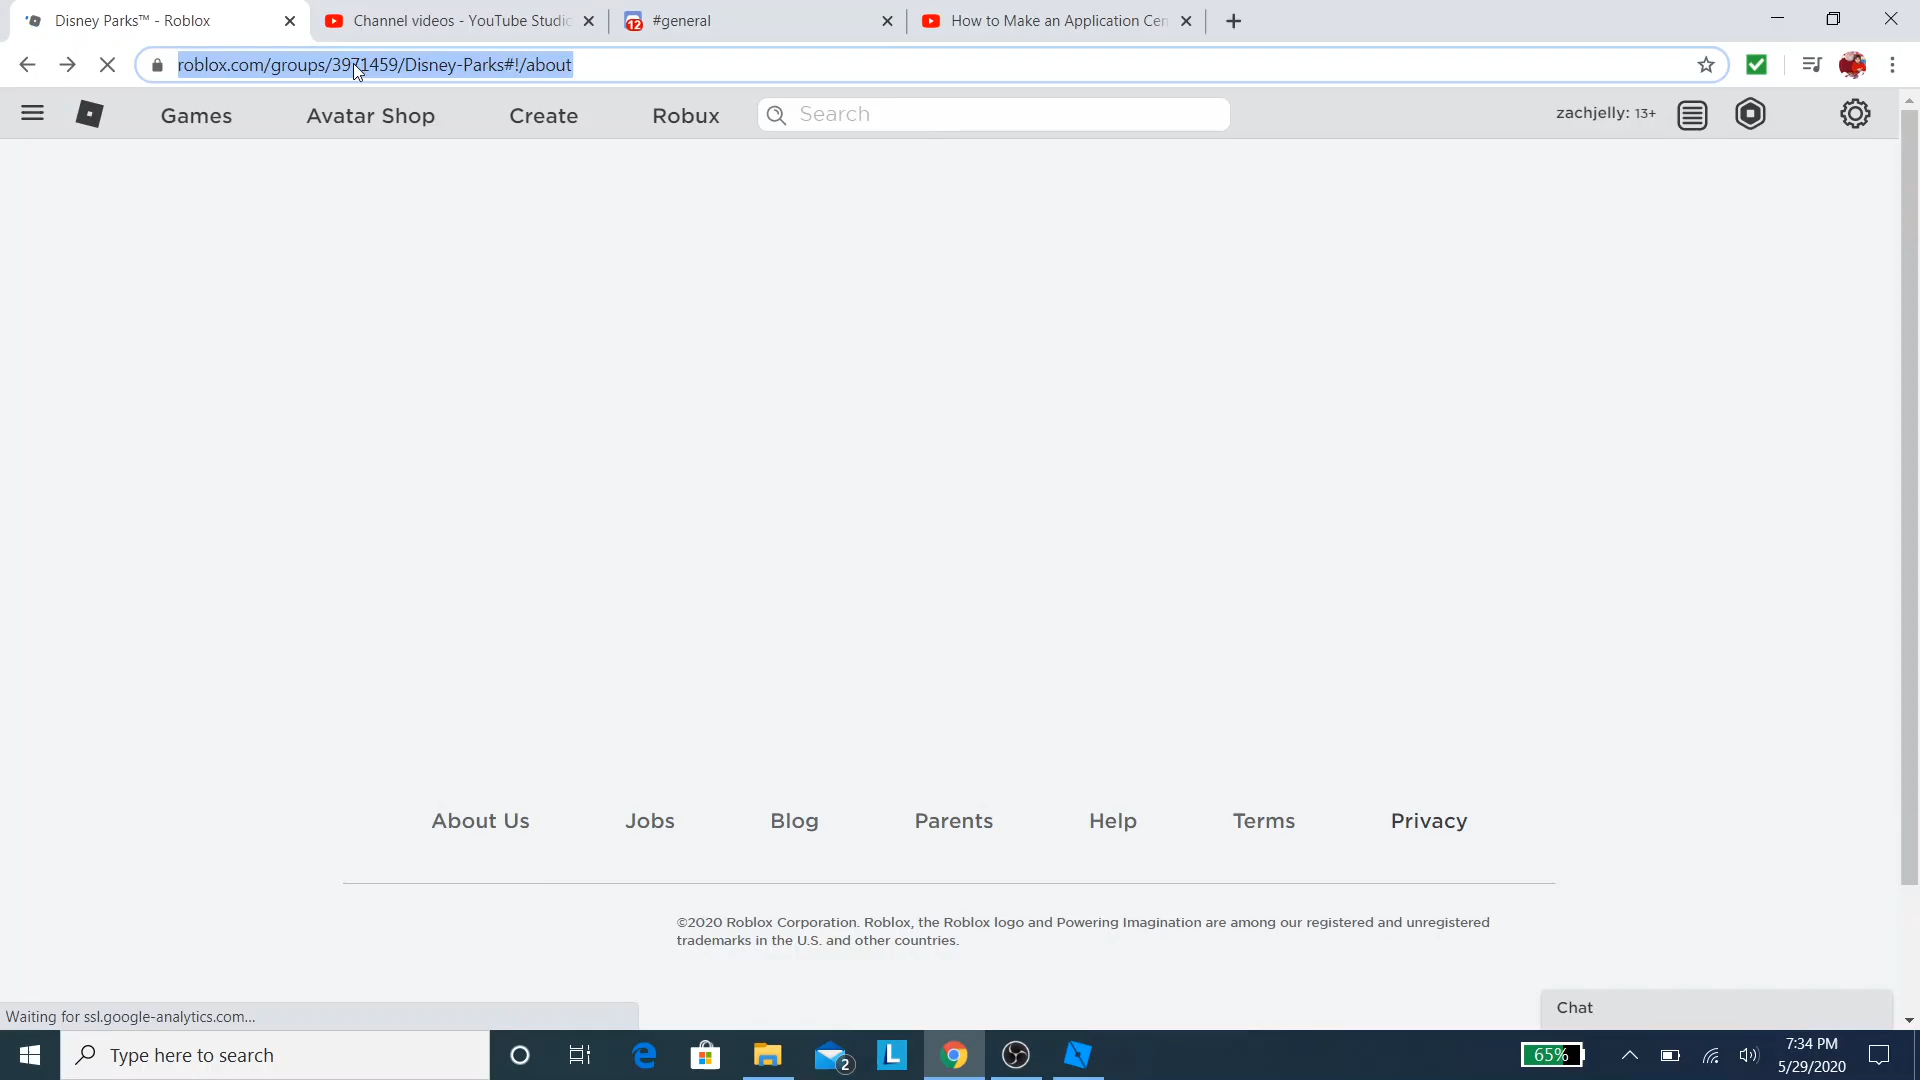 Disney Parks™ - Roblox
Channel videos - YouTube Studio
12 #general
How to Make an Application Cen
roblox.com/groups/3971459/Disney-Parks#!/about
Games Avatar Shop Create Robux Search zachjelly: 13+
About Us Jobs Blog Parents Help Terms Privacy
©2020 Roblox Corporation. Roblox, the Roblox logo and Powering Imagination are among our registered and unregistered
trademarks in the U.S. and other countries.
Chat
Waiting for ssl.google-analytics.com...
Type here to search
2
L
65%
7:34 PM
5/29/2020